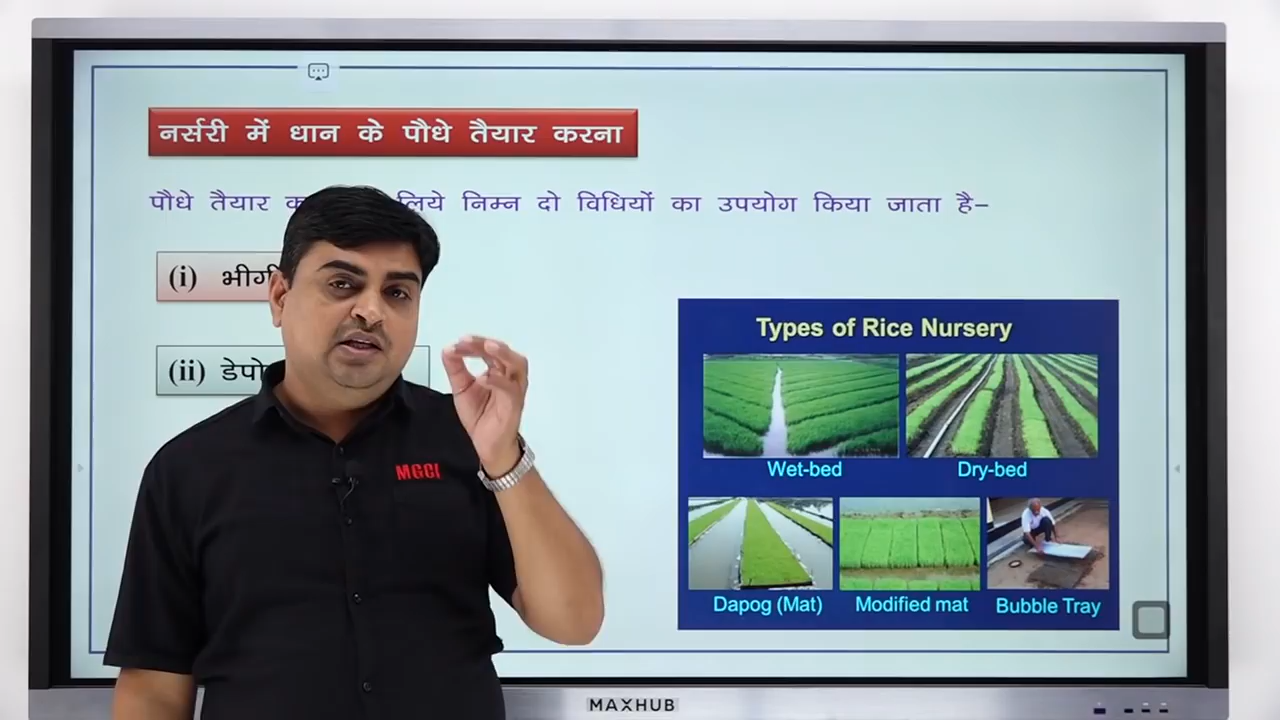 नर्सरी में धान के पौधे तैयार करना
पौधे तैयार लिये निम्न दो विधियों का उपयोग किया जाता है–
(i)
(ii)
Types of Rice Nursery
Wet-bed Dry-bed
Dapog (Mat) Modified mat Bubble Tray
MGCI
MAXHUB